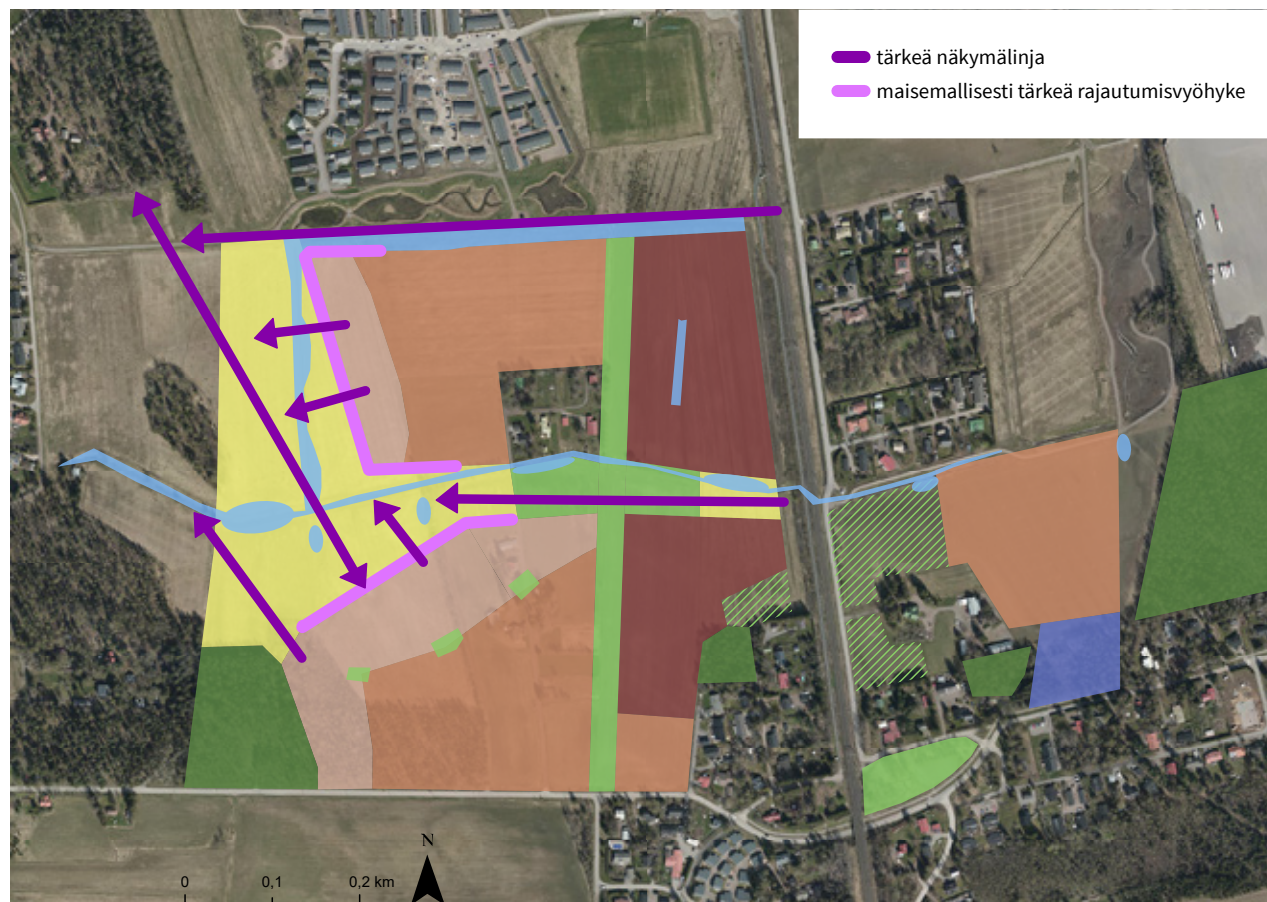 tärkeä näkymälinja
maisemallisesti tärkeä rajautumisvyöhyke
N
0 0,1 0,2 km